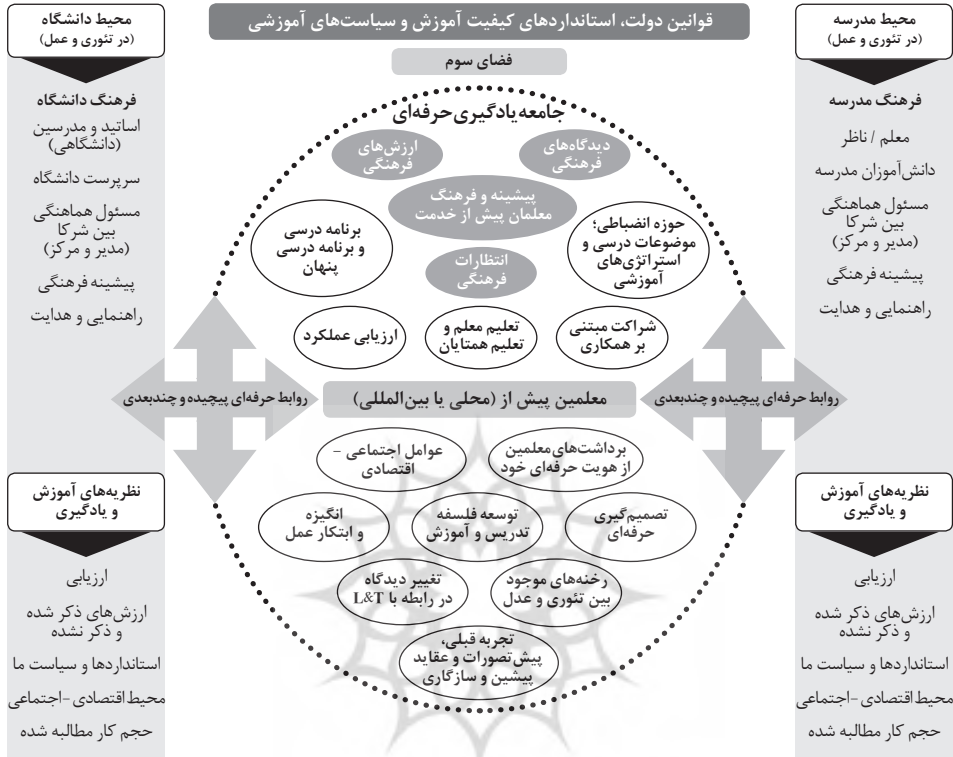 قوانین دولت، استانداردهای کیفیت آموزش و سیاست‌های آموزشی
فضای سوم
محیط مدرسه
(در تئوری و عمل)
فرهنگ مدرسه
معلم / ناظر
دانش‌آموزان مدرسه
مسئول هماهنگی
بین شرکا
(مدیر و مرکز)
پیشینه فرهنگی
راهنمایی و هدایت
نظریه‌های آموزش
و یادگیری
ارزیابی
ارزش‌های ذکر شده
و ذکر نشده
استانداردها و سیاست ما
محیط اقتصادی -اجتماعی
حجم کار مطالبه شده
جامعه یادگیری حرفه‌ای
دیدگاه‌های
فرهنگی
ارزش‌های
فرهنگی
پیشینه و فرهنگ
معلمان پیش از خدمت
حوزه انضباطی؛
موضوعات درسی و
استراتژی‌های
آموزشی
برنامه درسی
و برنامه درسی
پنهان
انتظارات
فرهنگی
شراکت مبتنی
بر همکاری
تعلیم معلم و
تعلیم همتایان
ارزیابی عملکرد
روابط حرفه‌ای پیچیده و چندبعدی
معلمین پیش از (محلی یا بین‌المللی)
روابط حرفه‌ای پیچیده و چندبعدی
برداشت‌های معلمین
از هویت حرفه‌ای خود
عوامل اجتماعی -
اقتصادی
تصمیم‌گیری
حرفه‌ای
توسعه فلسفه
تدریس و آموزش
انگیزه
و ابتکار عمل
رخنه‌های موجود
بین تئوری و عدل
تغییر دیدگاه
در رابطه با L&T
تجربه قبلی،
پیش‌تصورات و عقاید
پیشین و سازگاری
محیط دانشگاه
(در تئوری و عمل)
فرهنگ دانشگاه
اساتید و مدرسین
(دانشگاهی)
سرپرست دانشگاه
مسئول هماهنگی
بین شرکا
(مدیر و مرکز)
پیشینه فرهنگی
راهنمایی و هدایت
نظریه‌های آموزش
و یادگیری
ارزیابی
ارزش‌های ذکر شده
و ذکر نشده
استانداردها و سیاست ما
محیط اقتصادی -اجتماعی
حجم کار مطالبه شده